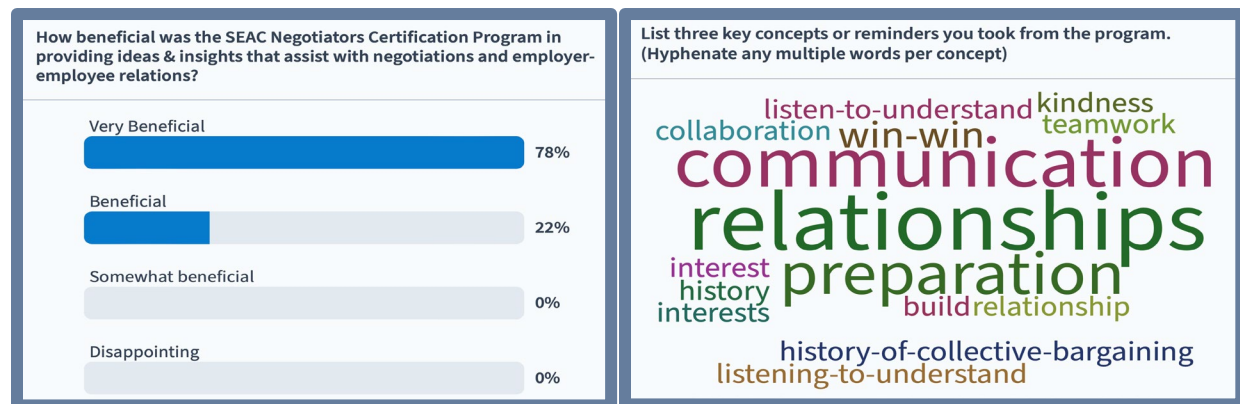 How beneficial was the SEAC Negotiators Certification Program in
providing ideas & insights that assist with negotiations and employer-
employee relations?
Very Beneficial
78%
Beneficial
22%
Somewhat beneficial
0%
Disappointing
0%
List three key concepts or reminders you took from the program.
(Hyphenate any multiple words per concept)
listen-to-understand
kindness
collaboration
win-win
teamwork
communication
relationships
interest
preparation
history
interests
build
relationship
history-of-collective-bargaining
listening-to-understand